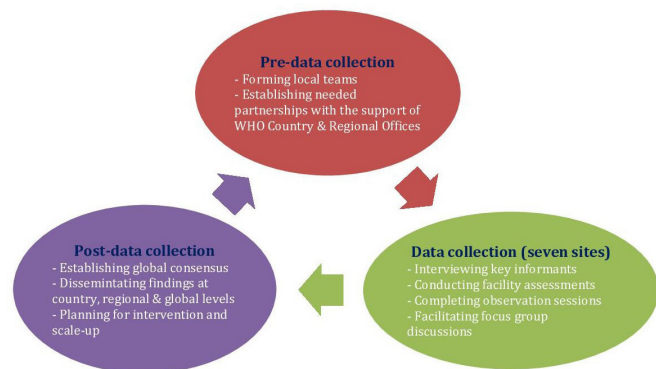 Pre-data collection
- Forming local teams
- Establishing needed
partnerships with the support of
WHO Country & Regional Offices
Data collection (seven sites)
- Interviewing key informants
- Conducting facility assessments
- Completing observation sessions
- Facilitating focus group
discussions
Post-data collection
- Establishing global consensus
- Dissemintating findings at
country, regional & global levels
- Planning for intervention and
scale-up